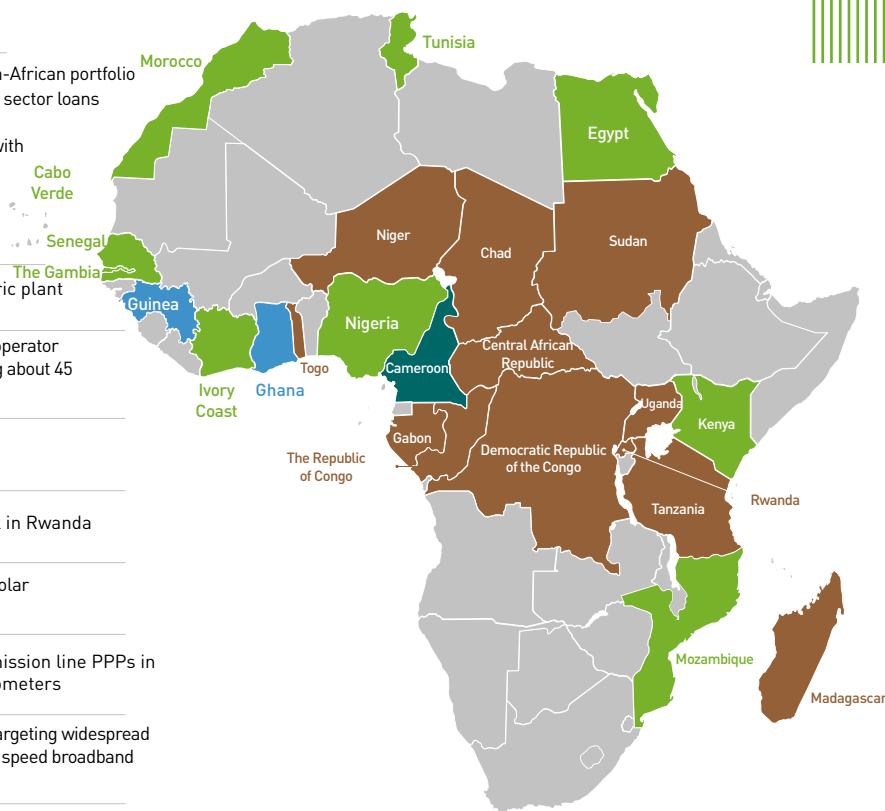 n-African portfolio
sector loans
with
ric plant
operator
g about 45
in Rwanda
olar
ission line PPPs in
ometers
argeting widespread
speed broadband
Morocco
Tunisia
Egypt
Cabo
Verde
Senegal
The Gambia
Guinea
Niger
Chad
Sudan
Nigeria
Ivory
Coast
Ghana
Togo
Cameroon
Central African
Republic
Uganda
Kenya
Gabon
The Republic
of Congo
Democratic Republic
of the Congo
Rwanda
Tanzania
Mozambique
Madagascar